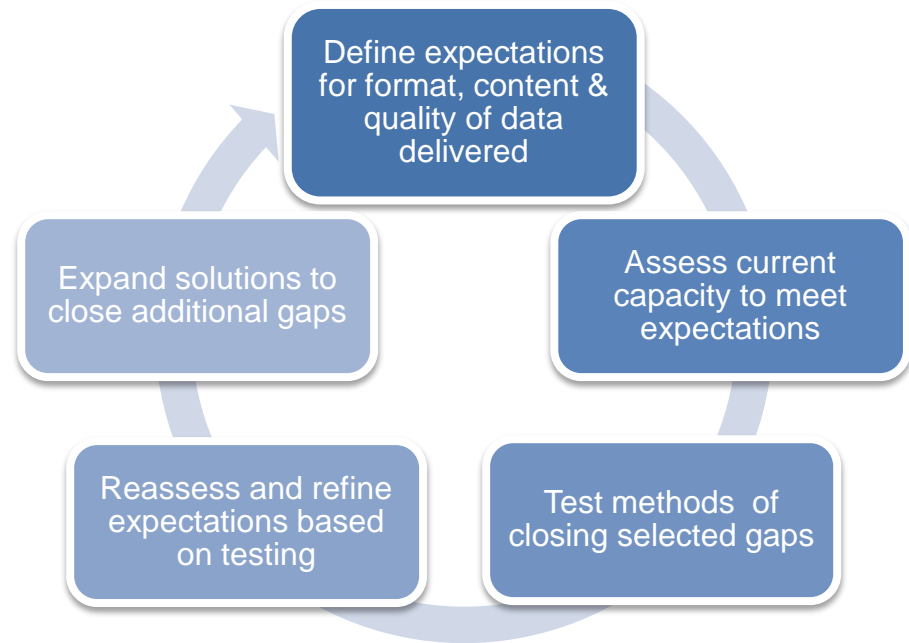 Define expectations
for format, content &
quality of data
delivered
Assess current
capacity to meet
expectations
Test methods  of
closing selected gaps
Reassess and refine
expectations based
on testing
Expand solutions to
close additional gaps